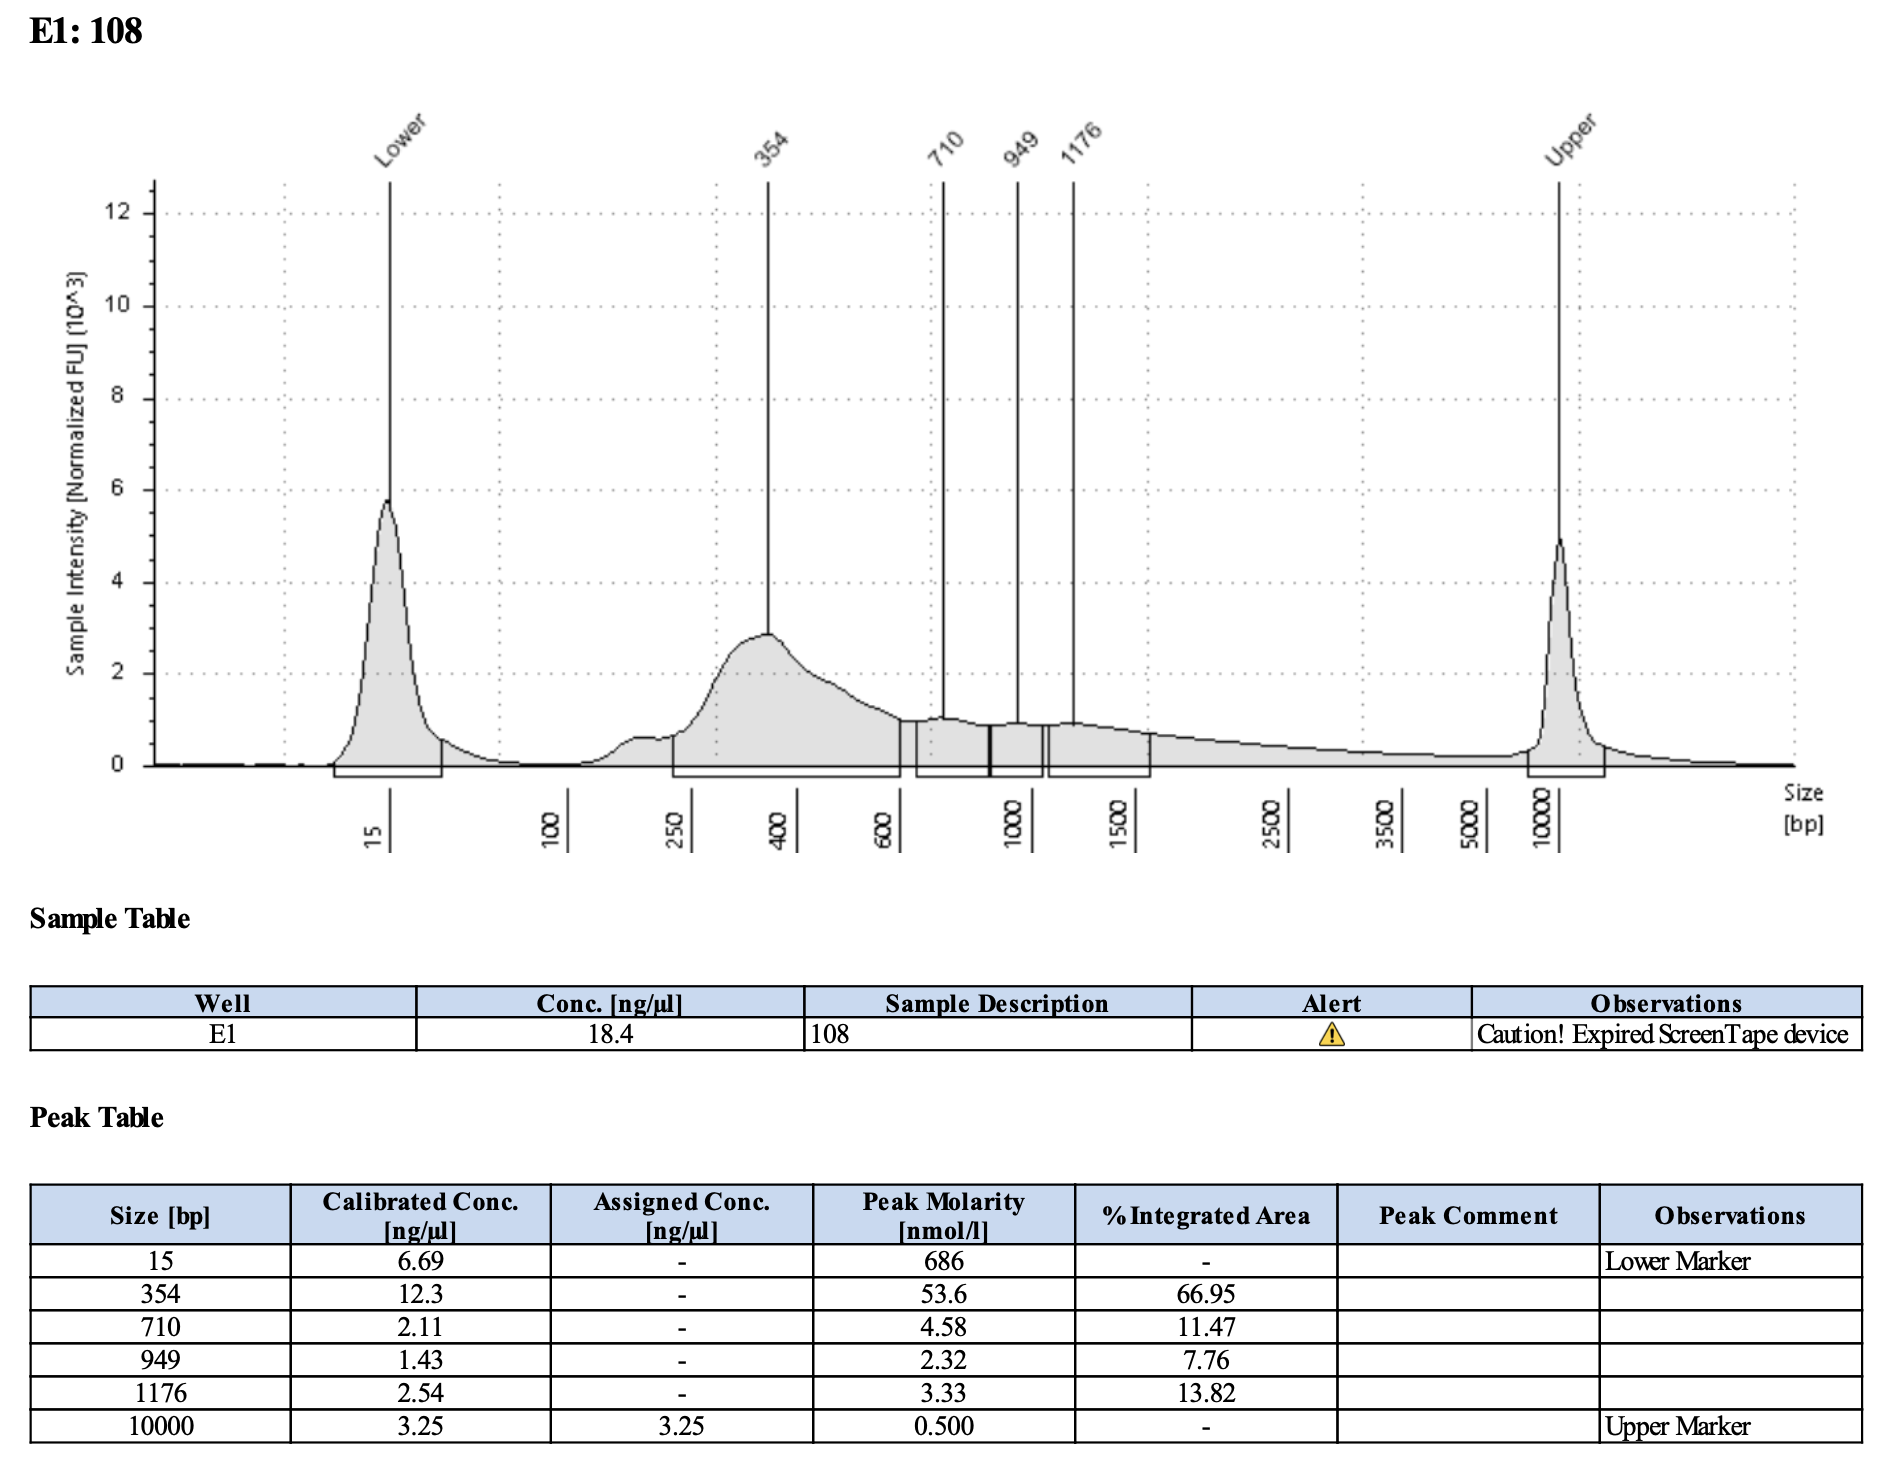 E1: 108
Lower
354
710
949
1176
Upper
Sample Intensity [Normalized FU] (10^3)
12
10
8
6
4
2
0
15
100
250
400
600
1000
1500
2500
3500
5000
10000
Size
[bp]
Sample Table
Well Conc. [ng/µl] Sample Description Alert Observations
E1 18.4 108 Caution! Expired ScreenTape device
Peak Table
Size [bp] Calibrated Conc. [ng/µl] Assigned Conc. [ng/µl] Peak Molarity [nmol/l] % Integrated Area Peak Comment Observations
15 6.69 - 686 - Lower Marker
354 12.3 - 53.6 66.95
710 2.11 - 4.58 11.47
949 1.43 - 2.32 7.76
1176 2.54 - 3.33 13.82
10000 3.25 3.25 0.500 - Upper Marker